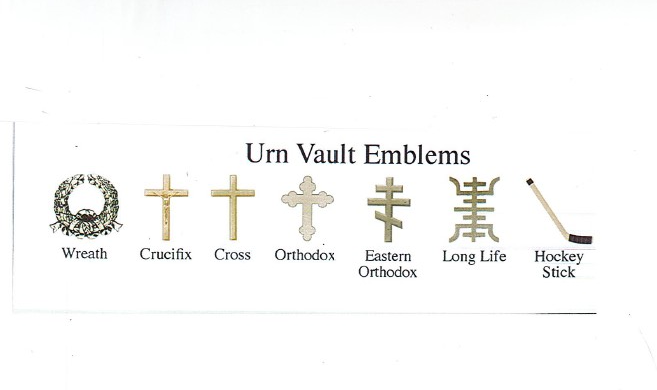 Urn Vault Emblems
Wreath Crucifix Cross Orthodox Eastern Orthodox Long Life Hockey Stick